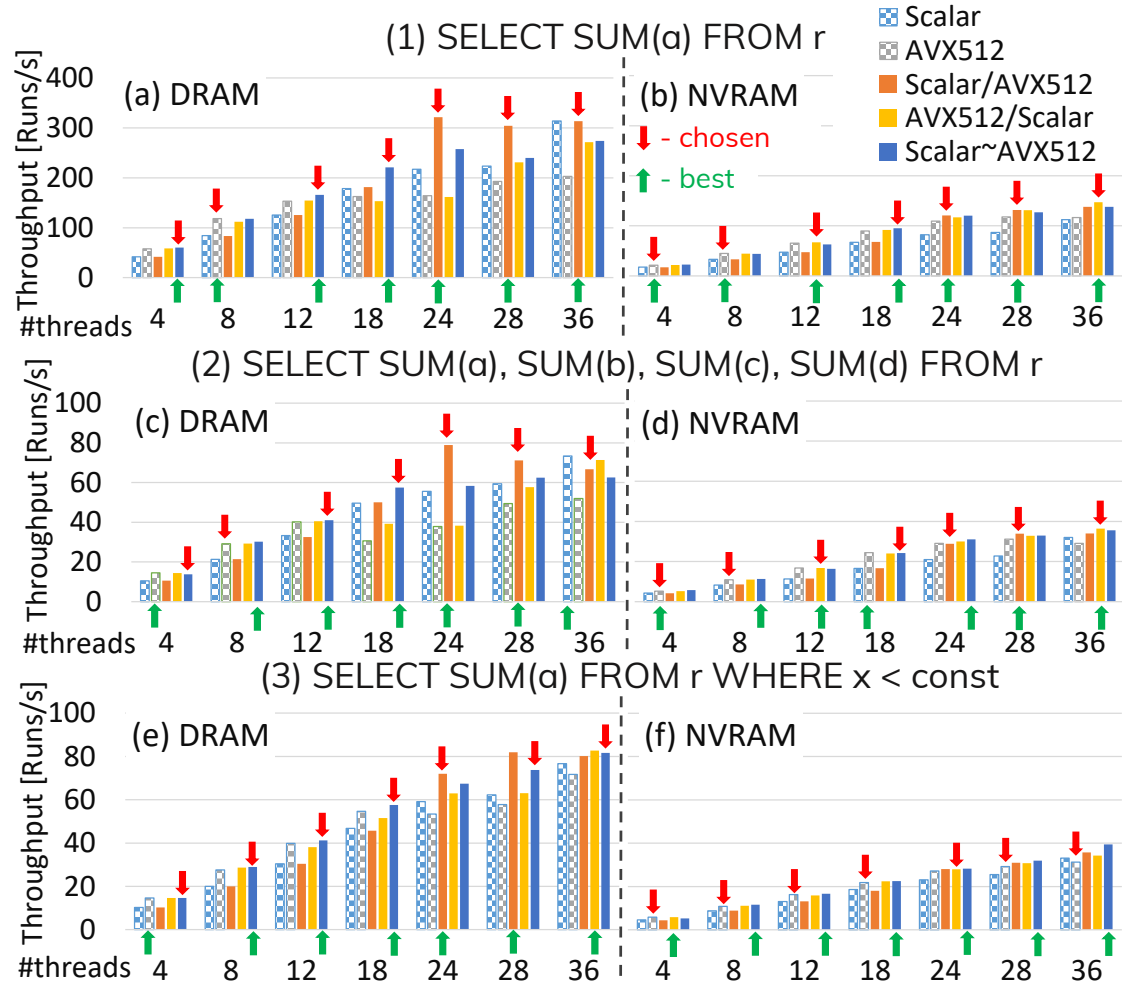 (1) SELECT SUM(a) FROM r
Scalar
AVX512
Scalar/AVX512
AVX512/Scalar
Scalar~AVX512
Throughput [Runs/s]
400
300
200
100
0
(a) DRAM
(b) NVRAM
- chosen
- best
#threads 4 8 12 18 24 28 36 4 8 12 18 24 28 36
(2) SELECT SUM(a), SUM(b), SUM(c), SUM(d) FROM r
Throughput [Runs/s]
100
80
60
40
20
0
(c) DRAM
(d) NVRAM
#threads 4 8 12 18 24 28 36 4 8 12 18 24 28 36
(3) SELECT SUM(a) FROM r WHERE x < const
Throughput [Runs/s]
100
80
60
40
20
0
(e) DRAM
(f) NVRAM
#threads 4 8 12 18 24 28 36 4 8 12 18 24 28 36